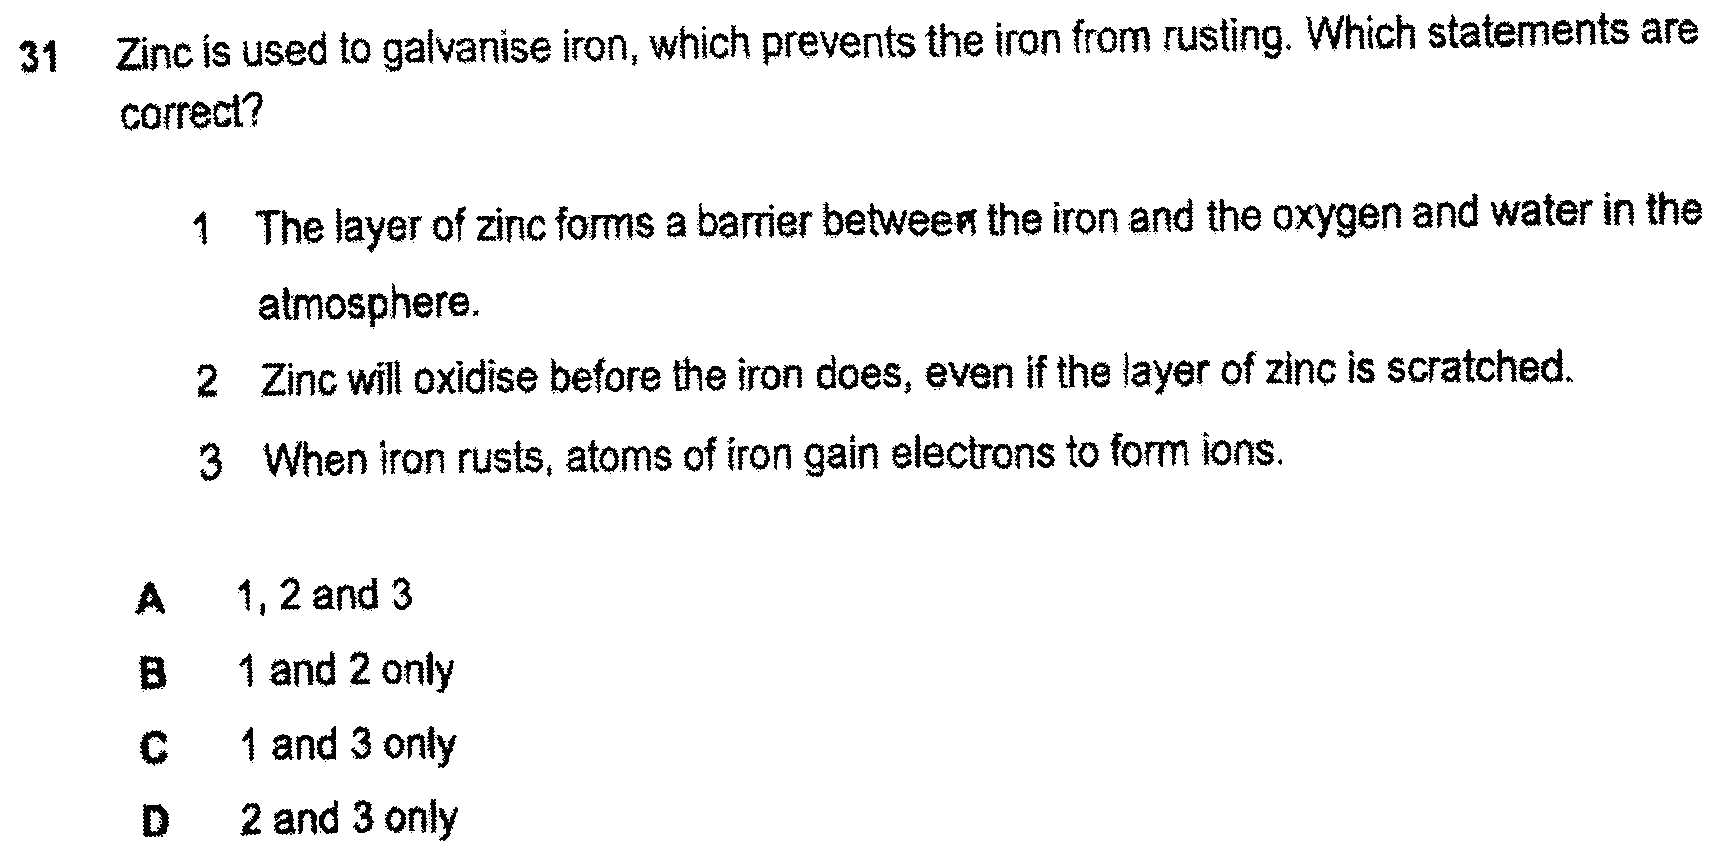 31 Zinc is used to galvanise iron, which prevents the iron from rusting. Which statements are
correct?
1 The layer of zinc forms a barrier between the iron and the oxygen and water in the
atmosphere.
2 Zinc will oxidise before the iron does, even if the layer of zinc is scratched.
3 When iron rusts, atoms of iron gain electrons to form ions.
A 1, 2 and 3
B 1 and 2 only
C 1 and 3 only
D 2 and 3 only